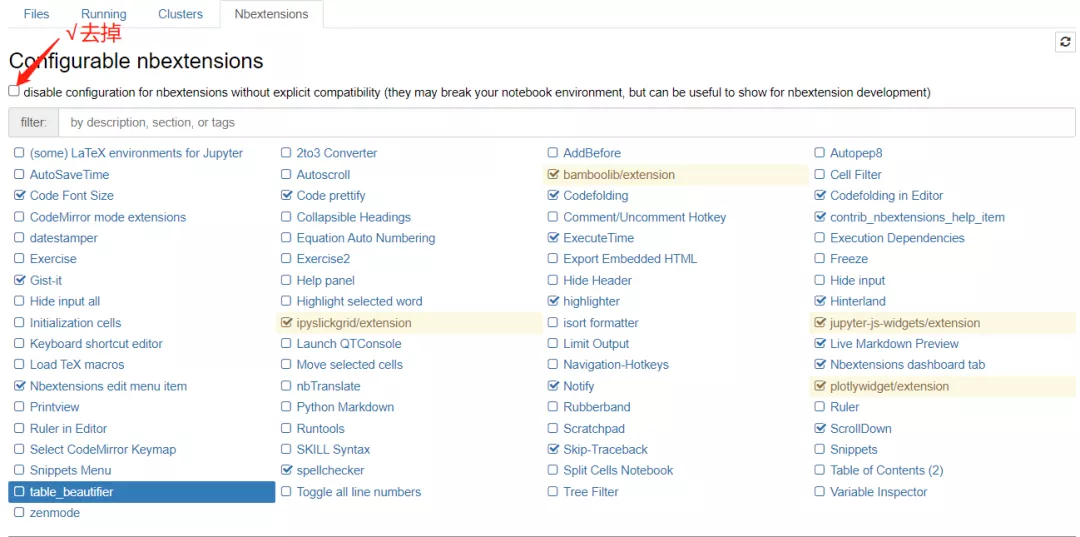 Files Running Clusters Nbextensions
√去掉
Configurable nbextensions
disable configuration for nbextensions without explicit compatibility (they may break your notebook environment, but can be useful to show for nbextension development)
filter: by description, section, or tags
(some) LaTeX environments for Jupyter 2to3 Converter AddBefore Autopep8
AutoSaveTime Autoscroll bamboolib/extension Cell Filter
Code Font Size Code prettify Codefolding Codefolding in Editor
CodeMirror mode extensions Collapsible Headings Comment/Uncomment Hotkey contrib_nbextensions_help_item
datestamper Equation Auto Numbering ExecuteTime Execution Dependencies
Exercise Exercise2 Export Embedded HTML Freeze
Gist-it Help panel Hide Header Hide input
Hide input all Highlight selected word highlighter Hinterland
Initialization cells ipyslickgrid/extension isort formatter jupyter-js-widgets/extension
Keyboard shortcut editor Launch QTConsole Limit Output Live Markdown Preview
Load TeX macros Move selected cells Navigation-Hotkeys Nbextensions dashboard tab
Nbextensions edit menu item nbTranslate Notify plotlywidget/extension
Printview Python Markdown Rubberband Ruler
Ruler in Editor Runtools Scratchpad ScrollDown
Select CodeMirror Keymap SKILL Syntax Skip-Traceback Snippets
Snippets Menu spellchecker Split Cells Notebook Table of Contents (2)
table_beautifier Toggle all line numbers Tree Filter Variable Inspector
zenmode